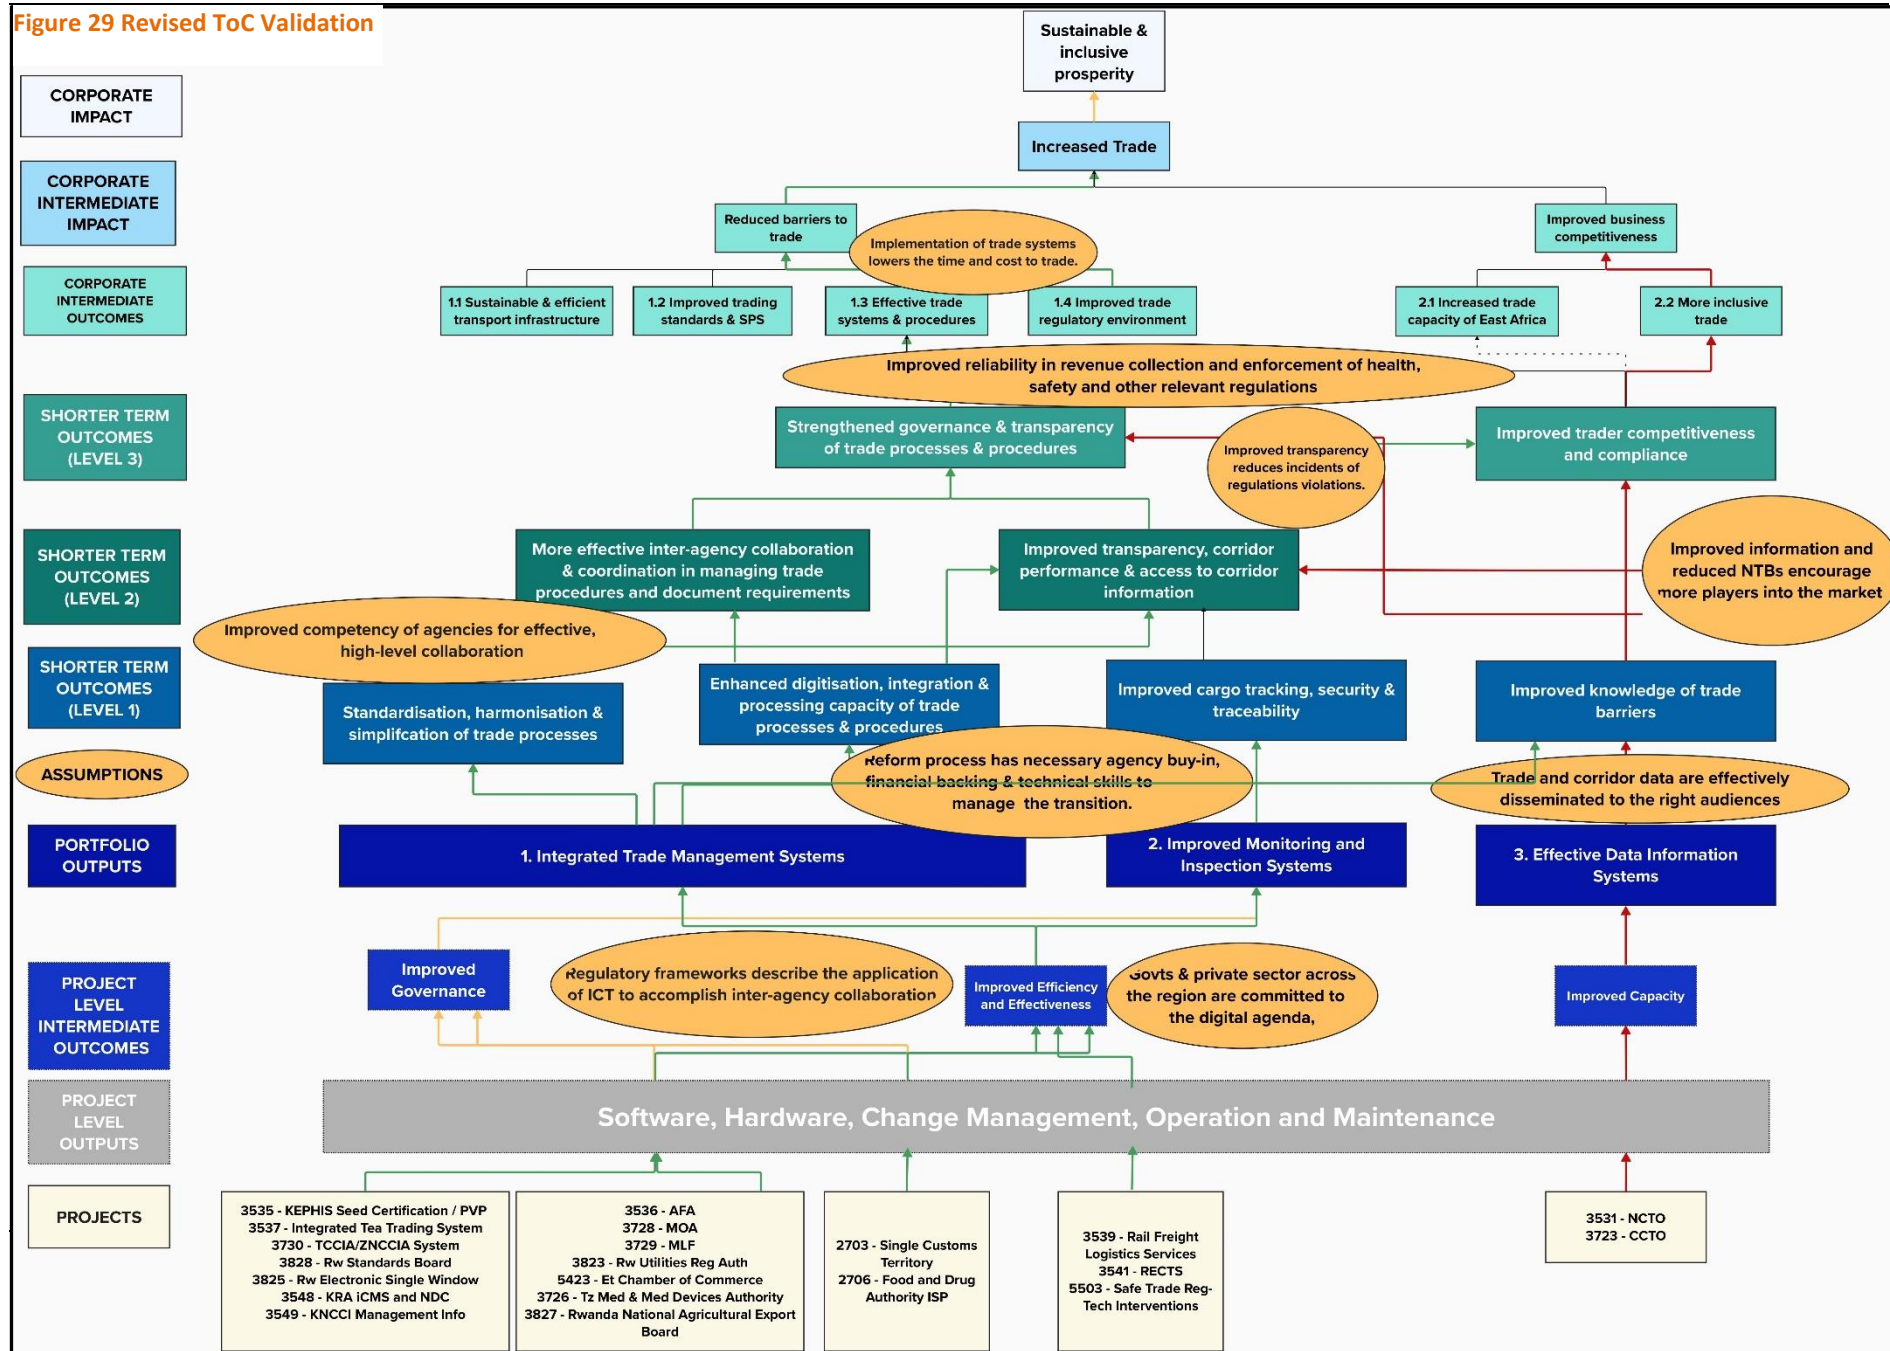 Figure 29 Revised ToC Validation
Sustainable &
inclusive
prosperity
CORPORATE
IMPACT
Increased Trade
CORPORATE
INTERMEDIATE
IMPACT
Reduced barriers to
trade
Implementation of trade systems
lowers the time and cost to trade.
Improved business
competitiveness
CORPORATE
INTERMEDIATE
OUTCOMES
1.1 Sustainable & efficient
transport infrastructure
1.2 Improved trading
standards & SPS
1.3 Effective trade
systems & procedures
1.4 Improved trade
regulatory environment
2.1 Increased trade
capacity of East Africa
2.2 More inclusive
trade
Improved reliability in revenue collection and enforcement of health,
safety and other relevant regulations
SHORTER TERM
OUTCOMES
(LEVEL 3)
Strengthened governance & transparency
of trade processes & procedures
Improved transparency
reduces incidents of
regulations violations.
Improved trader competitiveness
and compliance
SHORTER TERM
OUTCOMES
(LEVEL 2)
More effective inter-agency collaboration
& coordination in managing trade
procedures and document requirements
Improved transparency, corridor
performance & access to corridor
information
Improved information and
reduced NTBs encourage
more players into the market
Improved competency of agencies for effective,
high-level collaboration
SHORTER TERM
OUTCOMES
(LEVEL 1)
Standardisation, harmonisation &
simplifcation of trade processes
Enhanced digitisation, integration &
processing capacity of trade
processes & procedures
Improved cargo tracking, security &
traceability
Improved knowledge of trade
barriers
ASSUMPTIONS
Reform process has necessary agency buy-in,
financial backing & technical skills to
manage the transition.
Trade and corridor data are effectively
disseminated to the right audiences
PORTFOLIO
OUTPUTS
1. Integrated Trade Management Systems
2. Improved Monitoring and
Inspection Systems
3. Effective Data Information
Systems
PROJECT
LEVEL
INTERMEDIATE
OUTCOMES
Improved
Governance
Regulatory frameworks describe the application
of ICT to accomplish inter-agency collaboration
Improved Efficiency
and Effectiveness
Govts & private sector across
the region are committed to
the digital agenda,
Improved Capacity
PROJECT
LEVEL
OUTPUTS
Software, Hardware, Change Management, Operation and Maintenance
PROJECTS
3535 - KEPHIS Seed Certification / PVP
3537 - Integrated Tea Trading System
3730 - TCCIA/ZNCCIA System
3828 - Rw Standards Board
3825 - Rw Electronic Single Window
3548 - KRA iCMS and NDC
3549 - KNCCI Management Info
3536 - AFA
3728 - MOA
3729 - MLF
3823 - Rw Utilities Reg Auth
5423 - Et Chamber of Commerce
3726 - Tz Med & Med Devices Authority
3827 - Rwanda National Agricultural Export
Board
2703 - Single Customs
Territory
2706 - Food and Drug
Authority ISP
3539 - Rail Freight
Logistics Services
3541 - RECTS
5503 - Safe Trade Reg-
Tech Interventions
3531 - NCTO
3723 - CCTO